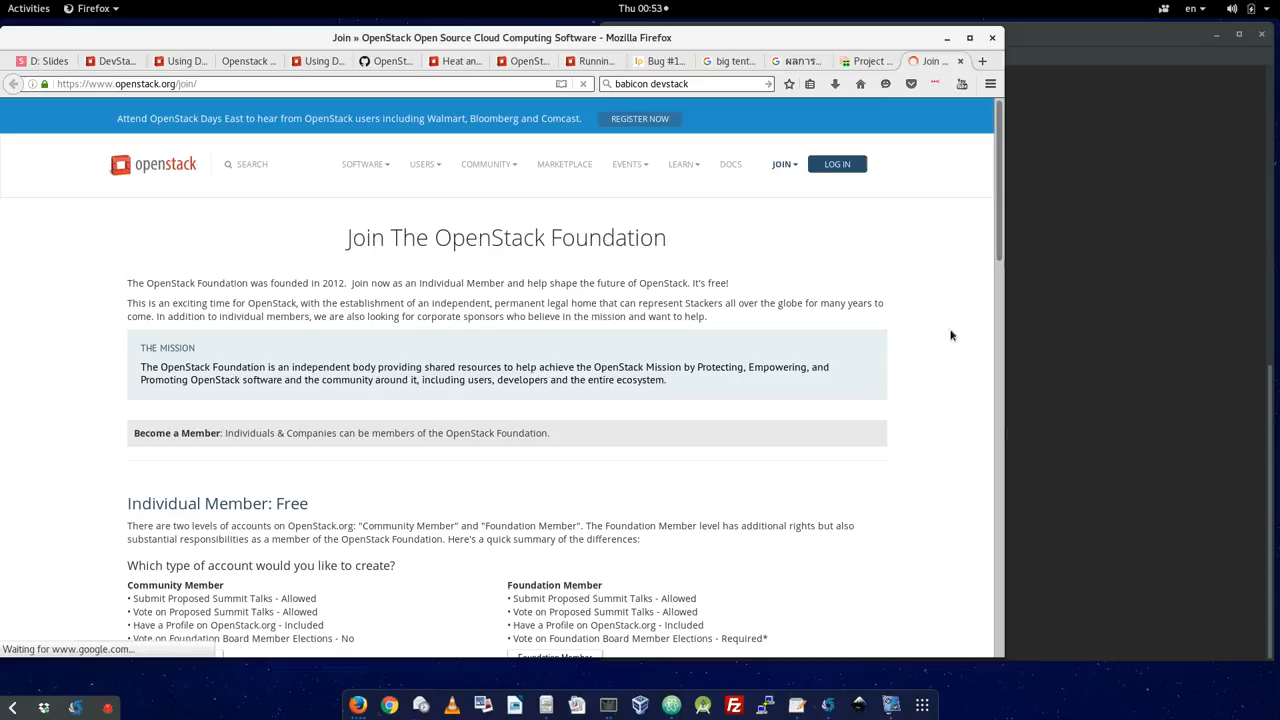 Activities Firefox Thu 00:53 en
Join » OpenStack Open Source Cloud Computing Software - Mozilla Firefox
D: Slides DevSta... Using D... Openstack ... Using D... OpenSt... Heat an... OpenSt... Runnin... Bug #1... big tent... ผลการ... Project ... Join ...
https://www.openstack.org/join/ babicon devstack
Attend OpenStack Days East to hear from OpenStack users including Walmart, Bloomberg and Comcast. REGISTER NOW
openstack SEARCH SOFTWARE USERS COMMUNITY MARKETPLACE EVENTS LEARN DOCS JOIN LOG IN
Join The OpenStack Foundation
The OpenStack Foundation was founded in 2012. Join now as an Individual Member and help shape the future of OpenStack. It's free!
This is an exciting time for OpenStack, with the establishment of an independent, permanent legal home that can represent Stackers all over the globe for many years to
come. In addition to individual members, we are also looking for corporate sponsors who believe in the mission and want to help.
THE MISSION
The OpenStack Foundation is an independent body providing shared resources to help achieve the OpenStack Mission by Protecting, Empowering, and
Promoting OpenStack software and the community around it, including users, developers and the entire ecosystem.
Become a Member: Individuals & Companies can be members of the OpenStack Foundation.
Individual Member: Free
There are two levels of accounts on OpenStack.org: "Community Member" and "Foundation Member". The Foundation Member level has additional rights but also
substantial responsibilities as a member of the OpenStack Foundation. Here's a quick summary of the differences:
Which type of account would you like to create?
Community Member
• Submit Proposed Summit Talks - Allowed
• Vote on Proposed Summit Talks - Allowed
• Have a Profile on OpenStack.org - Included
• Vote on Foundation Board Member Elections - No
Foundation Member
• Submit Proposed Summit Talks - Allowed
• Vote on Proposed Summit Talks - Allowed
• Have a Profile on OpenStack.org - Included
• Vote on Foundation Board Member Elections - Required*
Foundation Member
Waiting for www.google.com...